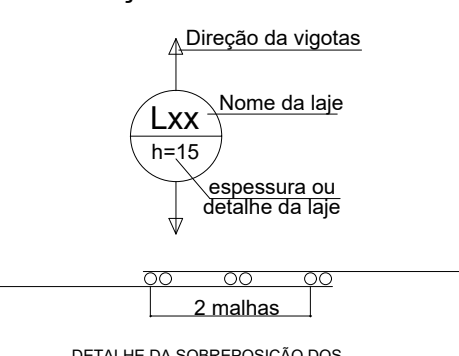 Direção da vigotas
Nome da laje
Lxx
h=15
espessura ou
detalhe da laje
2 malhas
DETALHE DA SOBREPOSIÇÃO DOS